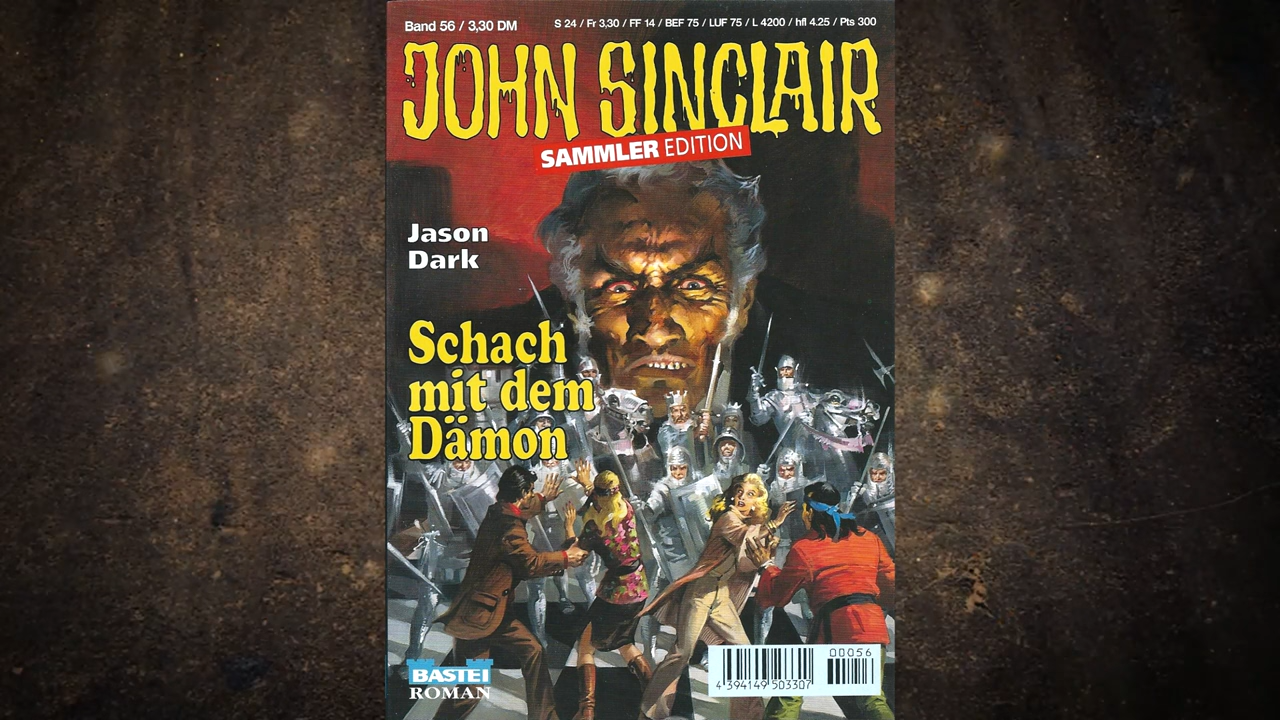 Band 56 / 3,30 DM
S 24 / Fr 3,30 / FF 14 / BEF 75 / LUF 75 / L 4200 / hfl 4.25 / Pts 300
JOHN SINCLAIR
SAMMLER EDITION
Jason
Dark
Schach
mit dem
Dämon
BASTEI
ROMAN
00056
4 394149 503307